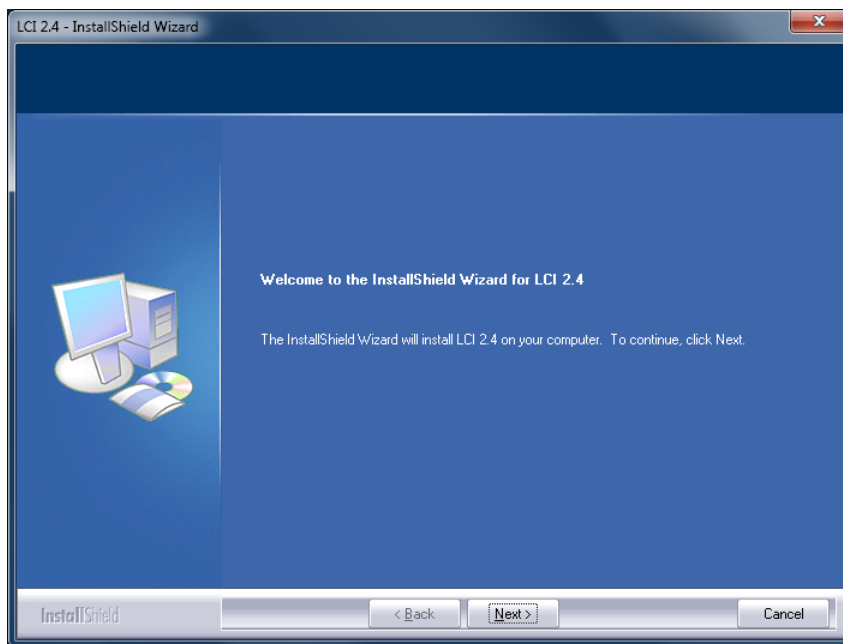 LCI 2.4 - InstallShield Wizard
Welcome to the InstallShield Wizard for LCI 2.4
The InstallShield Wizard will install LCI 2.4 on your computer.  To continue, click Next.
InstallShield
< Back
Next >
Cancel